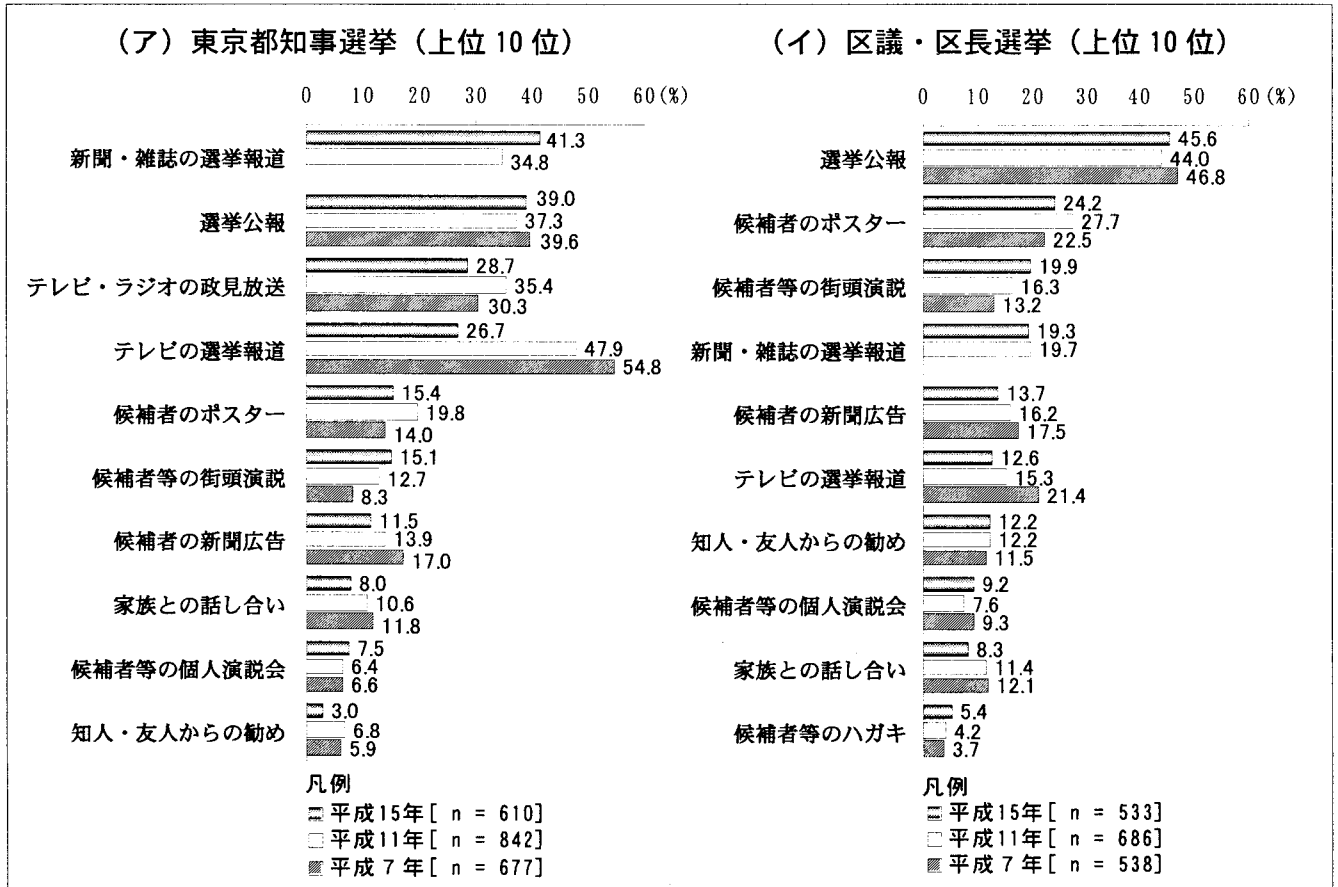 （ア）東京都知事選挙（上位10位）
0 10 20 30 40 50 60(%)
新聞・雑誌の選挙報道
41.3
34.8
選挙公報
39.0
37.3
39.6
テレビ・ラジオの政見放送
28.7
35.4
30.3
テレビの選挙報道
26.7
47.9
54.8
候補者のポスター
15.4
19.8
14.0
候補者等の街頭演説
15.1
12.7
8.3
候補者の新聞広告
11.5
13.9
17.0
家族との話し合い
8.0
10.6
11.8
候補者等の個人演説会
7.5
6.4
6.6
知人・友人からの勧め
3.0
6.8
5.9
凡例
平成15年[ n = 610]
平成11年[ n = 842]
平成７年[ n = 677]
（イ）区議・区長選挙（上位10位）
0 10 20 30 40 50 60(%)
選挙公報
45.6
44.0
46.8
候補者のポスター
24.2
27.7
22.5
候補者等の街頭演説
19.9
16.3
13.2
新聞・雑誌の選挙報道
19.3
19.7
候補者の新聞広告
13.7
16.2
17.5
テレビの選挙報道
12.6
15.3
21.4
知人・友人からの勧め
12.2
12.2
11.5
候補者等の個人演説会
9.2
7.6
9.3
家族との話し合い
8.3
11.4
12.1
候補者等のハガキ
5.4
4.2
3.7
凡例
平成15年[ n = 533]
平成11年[ n = 686]
平成７年[ n = 538]